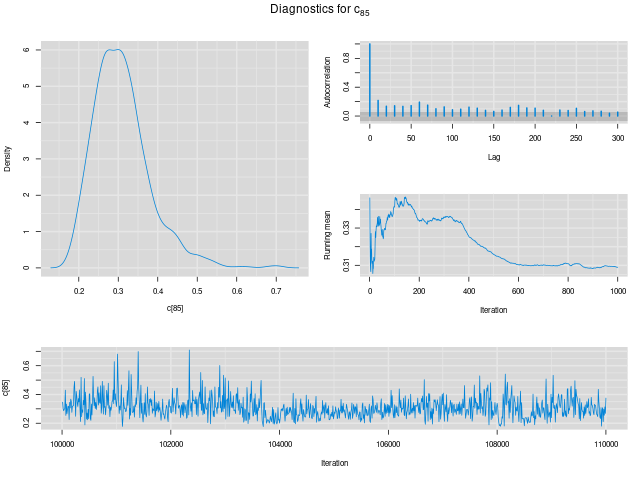 Diagnostics for c85
Density
0 1 2 3 4 5 6
0.2 0.3 0.4 0.5 0.6 0.7
c[85]
Autocorrelation
0.0 0.4 0.8
0 50 100 150 200 250 300
Lag
Running mean
0.31 0.33
0 200 400 600 800 1000
Iteration
c[85]
0.2 0.4 0.6
100000 102000 104000 106000 108000 110000
Iteration